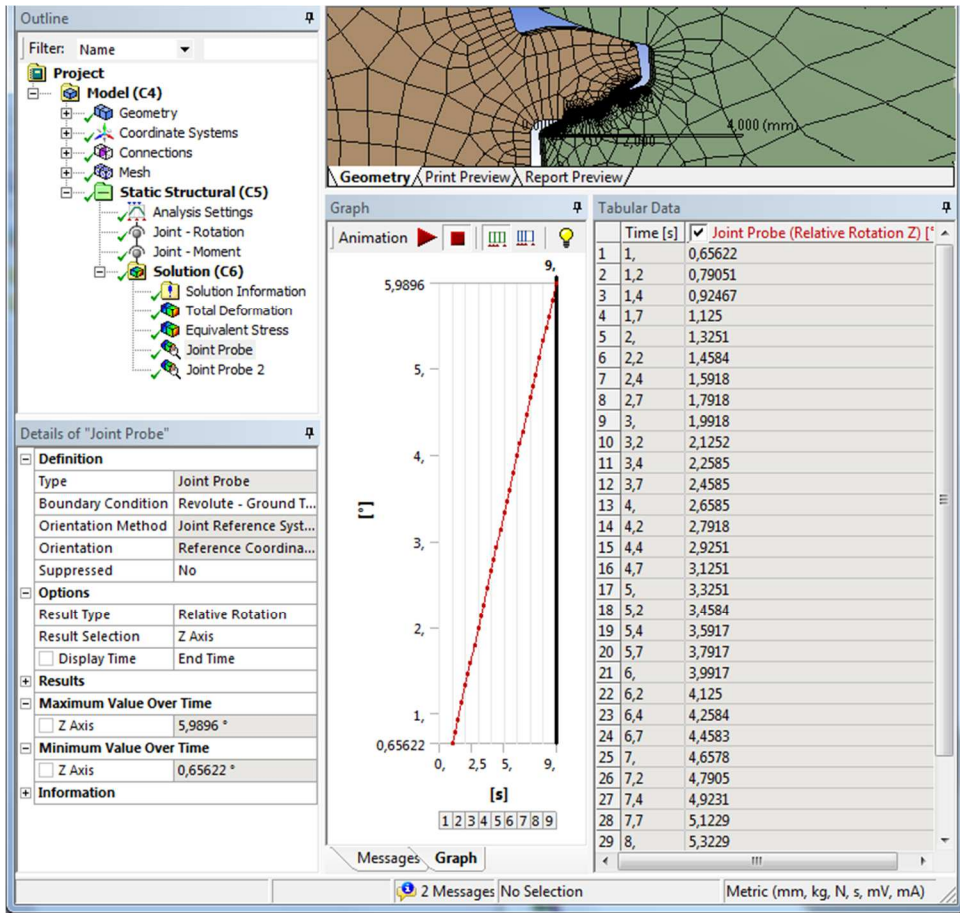 Outline
Filter: Name
Project
Model (C4)
Geometry
Coordinate Systems
Connections
Mesh
Static Structural (C5)
Analysis Settings
Joint - Rotation
Joint - Moment
Solution (C6)
Solution Information
Total Deformation
Equivalent Stress
Joint Probe
Joint Probe 2
Details of "Joint Probe"
Definition
Type Joint Probe
Boundary Condition Revolute - Ground T...
Orientation Method Joint Reference Syst...
Orientation Reference Coordina...
Suppressed No
Options
Result Type Relative Rotation
Result Selection Z Axis
Display Time End Time
Results
Maximum Value Over Time
Z Axis 5,9896 °
Minimum Value Over Time
Z Axis 0,65622 °
Information
4,000 (mm)
2,000
Geometry Print Preview Report Preview
Graph
Animation
9,
5,9896
5,
4,
[°]
3,
2,
1,
0,65622
0, 2,5 5, 9,
[s]
1 2 3 4 5 6 7 8 9
Messages Graph
Tabular Data
Time [s] Joint Probe (Relative Rotation Z) [°
1 1, 0,65622
2 1,2 0,79051
3 1,4 0,92467
4 1,7 1,125
5 2, 1,3251
6 2,2 1,4584
7 2,4 1,5918
8 2,7 1,7918
9 3, 1,9918
10 3,2 2,1252
11 3,4 2,2585
12 3,7 2,4585
13 4, 2,6585
14 4,2 2,7918
15 4,4 2,9251
16 4,7 3,1251
17 5, 3,3251
18 5,2 3,4584
19 5,4 3,5917
20 5,7 3,7917
21 6, 3,9917
22 6,2 4,125
23 6,4 4,2584
24 6,7 4,4583
25 7, 4,6578
26 7,2 4,7905
27 7,4 4,9231
28 7,7 5,1229
29 8, 5,3229
2 Messages No Selection Metric (mm, kg, N, s, mV, mA)